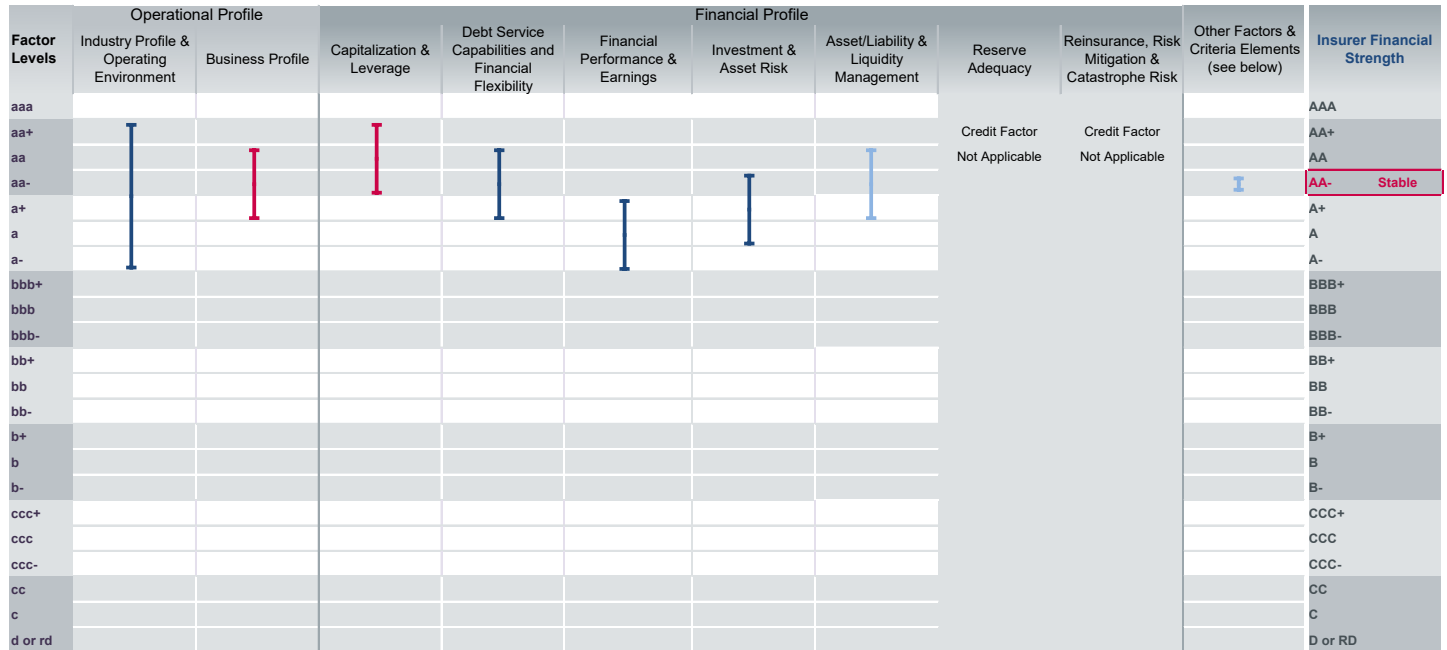 Operational Profile
Financial Profile
Factor
Levels
Industry Profile &
Operating
Environment
Business Profile
Capitalization &
Leverage
Debt Service
Capabilities and
Financial
Flexibility
Financial
Performance &
Earnings
Investment &
Asset Risk
Asset/Liability &
Liquidity
Management
Reserve
Adequacy
Reinsurance, Risk
Mitigation &
Catastrophe Risk
Other Factors &
Criteria Elements
(see below)
Insurer Financial
Strength
aaa AAA
aa+ Credit Factor Credit Factor AA+
aa Not Applicable Not Applicable AA
aa- AA- Stable
a+ A+
a A
a- A-
bbb+ BBB+
bbb BBB
bbb- BBB-
bb+ BB+
bb BB
bb- BB-
b+ B+
b B
b- B-
ccc+ CCC+
ccc CCC
ccc- CCC-
cc CC
c C
d or rd D or RD